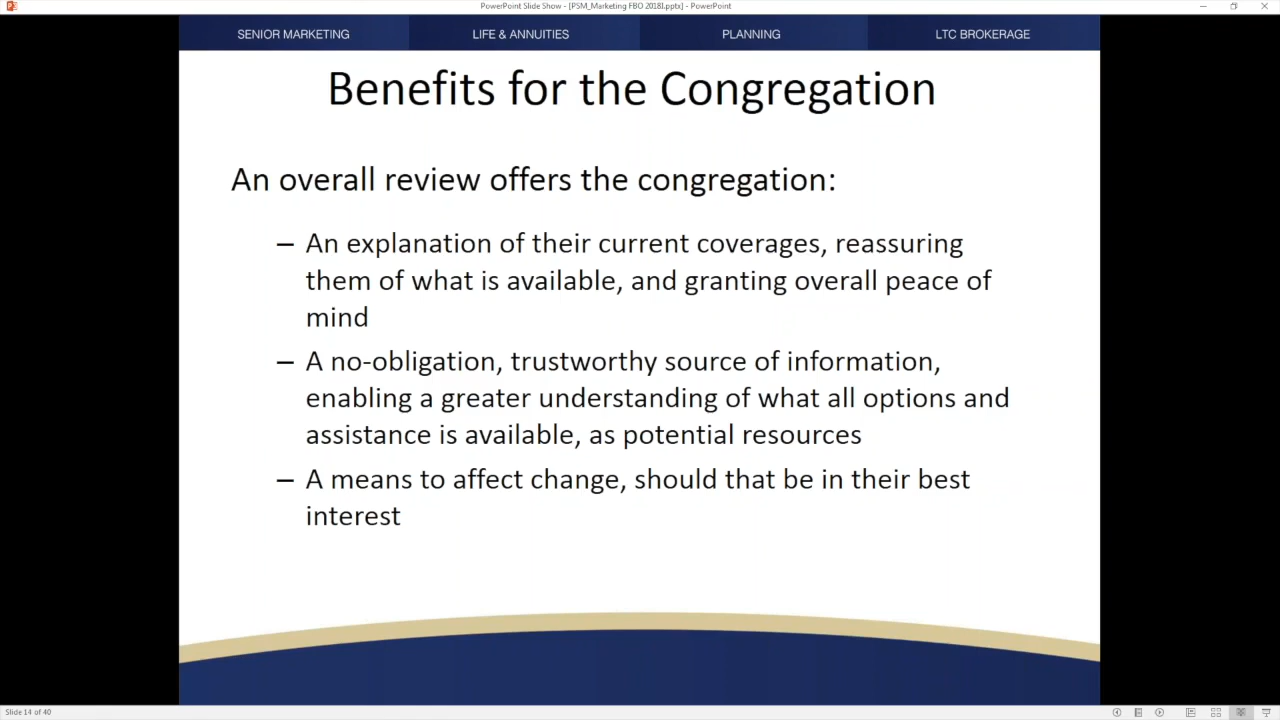 PowerPoint Slide Show - [PSM_Marketing FBO 2018l.pptx] - PowerPoint
SENIOR MARKETING LIFE & ANNUITIES PLANNING LTC BROKERAGE
Benefits for the Congregation
An overall review offers the congregation:
– An explanation of their current coverages, reassuring
them of what is available, and granting overall peace of
mind
– A no-obligation, trustworthy source of information,
enabling a greater understanding of what all options and
assistance is available, as potential resources
– A means to affect change, should that be in their best
interest
Slide 14 of 40